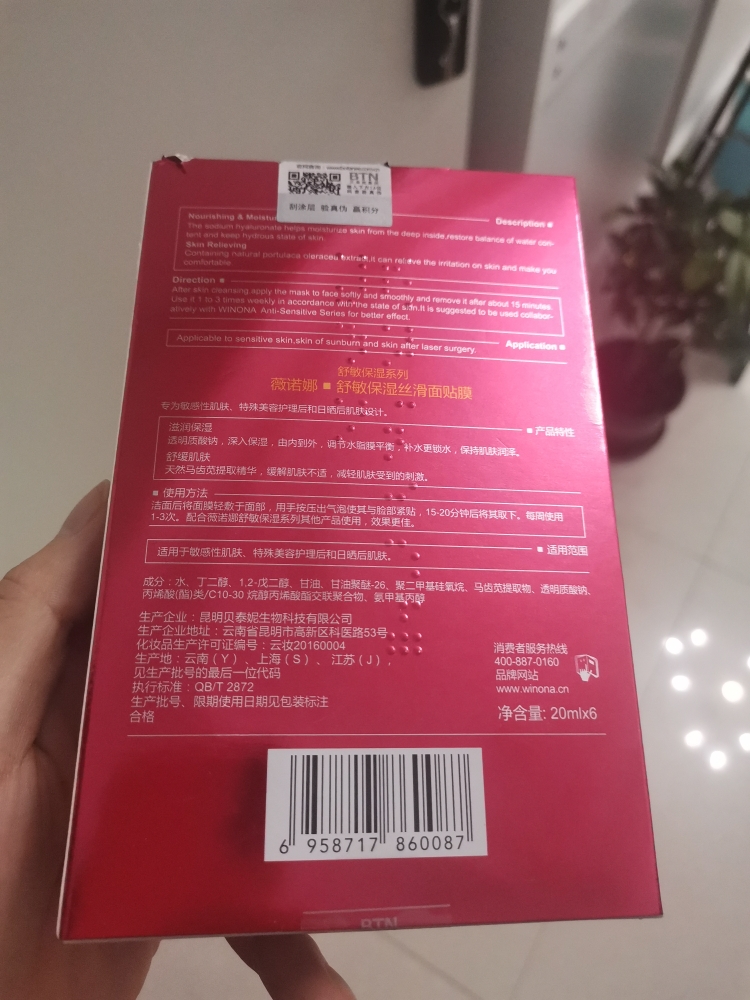 BTN
刮涂层 验真伪 赢积分
Nourishing & Moistu
Description
The sodium hyaluronate helps moisturize skin from the deep inside,restore balance of water con-
tent and keep hydrous state of skin.
Skin Relieving
Containing natural portulaca oleracea extract.It can relieve the irritation on skin and make you
comfortable.
Direction
After skin cleansing apply the mask to face softly and smoothly and remove it after about 15 minutes.
Use it 1 to 3 times weekly in accordance with the state of skin.It is suggested to be used collabor-
atively with WINONA Anti-Sensitive Series for better effect.
Applicable to sensitive skin,skin of sunburn and skin after laser surgery.
Application
舒敏保湿系列
薇诺娜 ■ 舒敏保湿丝滑面贴膜
专为敏感性肌肤、特殊美容护理后和日晒后肌肤设计。
■ 产品特性
滋润保湿
透明质酸钠，深入保湿，由内到外，调节水脂膜平衡，补水更锁水，保持肌肤润泽。
舒缓肌肤
天然马齿苋提取精华，缓解肌肤不适，减轻肌肤受到的刺激。
■ 使用方法
洁面后将面膜轻敷于面部，用手按压出气泡使其与脸部紧贴，15-20分钟后将其取下。每周使用
1-3次。配合薇诺娜舒敏保湿系列其他产品使用，效果更佳。
■ 适用范围
适用于敏感性肌肤、特殊美容护理后和日晒后肌肤。
成分：水、丁二醇、1,2-戊二醇、甘油、甘油聚醚-26、聚二甲基硅氧烷、马齿苋提取物、透明质酸钠、
丙烯酸(酯)类/C10-30 烷醇丙烯酸酯交联聚合物、氨甲基丙醇
生产企业：昆明贝泰妮生物科技有限公司
生产企业地址：云南省昆明市高新区科医路53号
化妆品生产许可证编号：云妆20160004
生产地：云南（Y）、上海（S）、江苏（J），
见生产批号的最后一位代码
执行标准：QB/T 2872
生产批号、限期使用日期见包装标注
合格
消费者服务热线
400-887-0160
品牌网站
www.winona.cn
净含量: 20mlx6
6 958717 860087
BTN